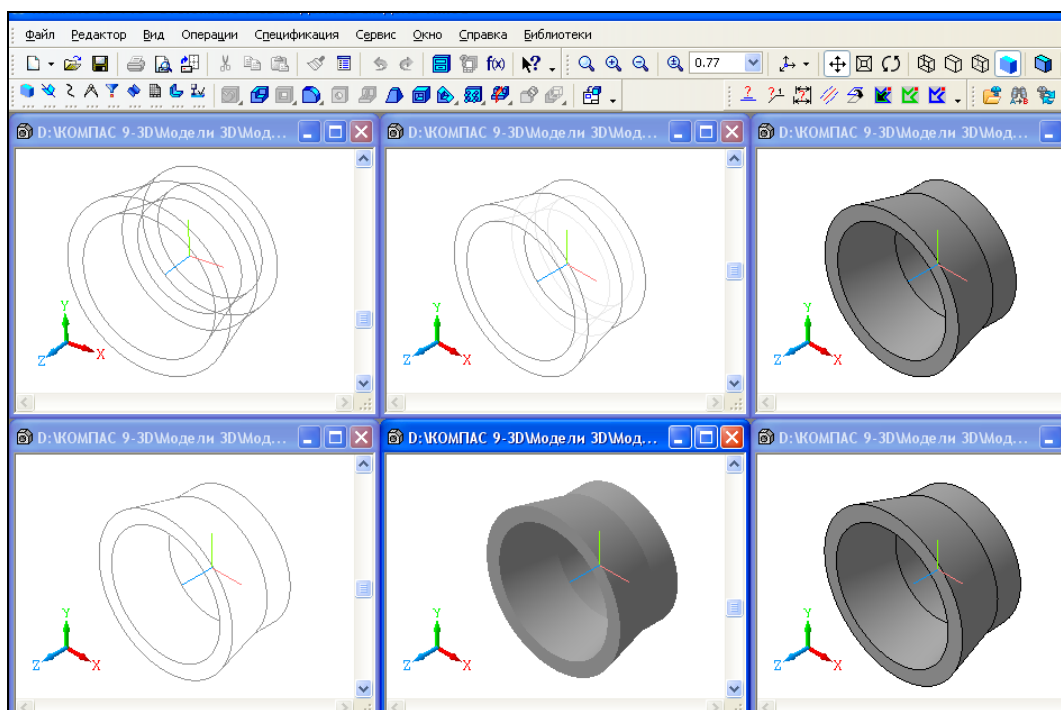 Файл Редактор Вид Операции Спецификация Сервис Окно Справка Библиотеки
f(x) ? 0.77
D:\КОМПАС 9-3D\Модели 3D\Мод... D:\КОМПАС 9-3D\Модели 3D\Мод... D:\КОМПАС 9-3D\Модели 3D\Мод...
Y Y Y
Z X Z X Z X
D:\КОМПАС 9-3D\Модели 3D\Мод... D:\КОМПАС 9-3D\Модели 3D\Мод... D:\КОМПАС 9-3D\Модели 3D\Мод...
Y Y Y
Z X Z X Z X